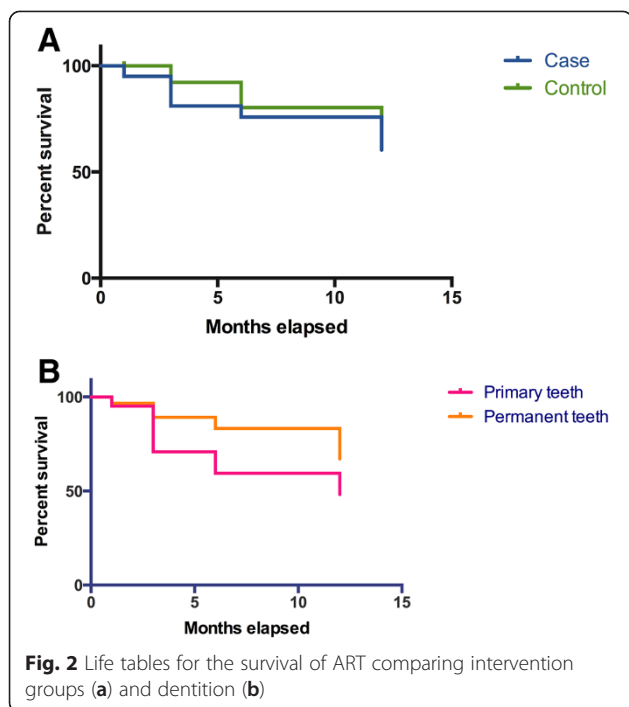 A
Case
Control
100
50
0
Percent survival
0 5 10 15
Months elapsed
B
Primary teeth
Permanent teeth
100
50
0
Percent survival
0 5 10 15
Months elapsed
Fig. 2 Life tables for the survival of ART comparing intervention
groups (a) and dentition (b)